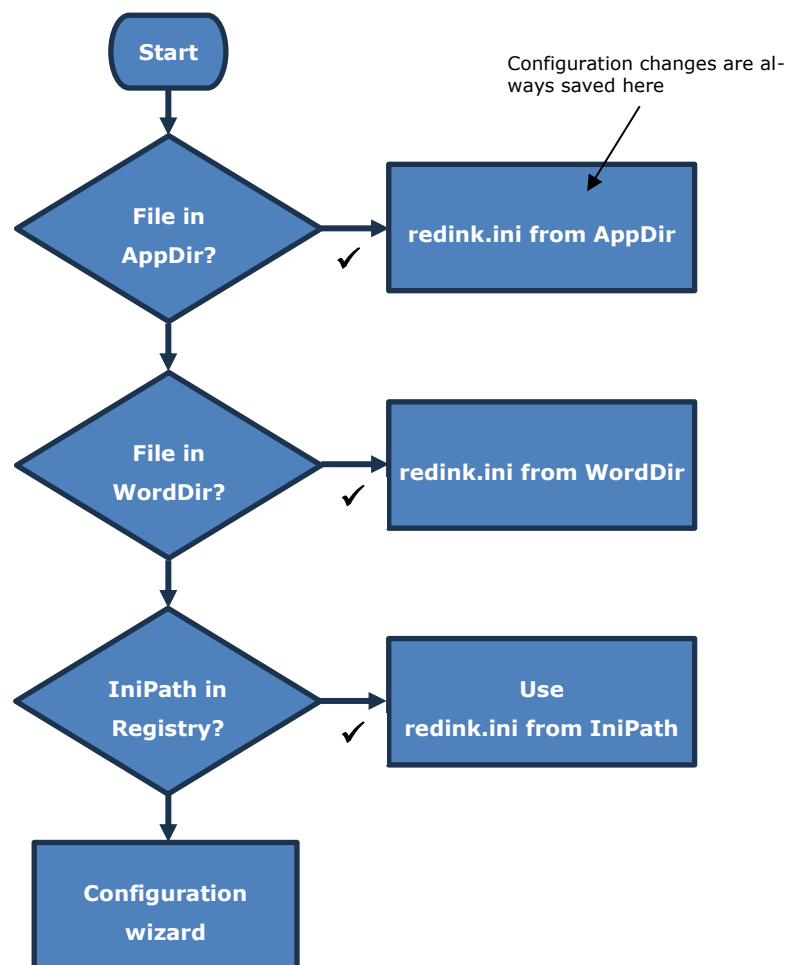 Start
Configuration changes are al-
ways saved here
File in
AppDir?
redink.ini from AppDir
File in
WordDir?
redink.ini from WordDir
IniPath in
Registry?
Use
redink.ini from IniPath
Configuration
wizard